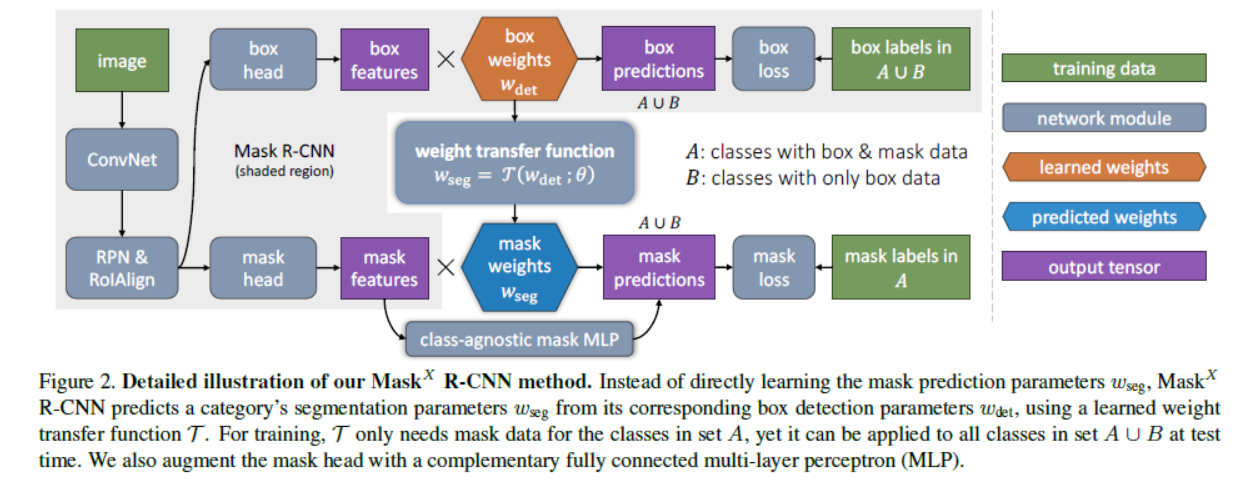 image
box
head
box
features
×
box
weights
w_det
box
predictions
A ∪ B
box
loss
box labels in
A ∪ B
ConvNet
Mask R-CNN
(shaded region)
weight transfer function
w_seg = 𝒯(w_det ; θ)
A: classes with box & mask data
B: classes with only box data
RPN &
RoIAlign
mask
head
mask
features
×
mask
weights
w_seg
A ∪ B
mask
predictions
mask
loss
mask labels in
A
class-agnostic mask MLP
training data
network module
learned weights
predicted weights
output tensor
Figure 2. Detailed illustration of our Mask^X R-CNN method. Instead of directly learning the mask prediction parameters w_seg, Mask^X
R-CNN predicts a category's segmentation parameters w_seg from its corresponding box detection parameters w_det, using a learned weight
transfer function 𝒯. For training, 𝒯 only needs mask data for the classes in set A, yet it can be applied to all classes in set A ∪ B at test
time. We also augment the mask head with a complementary fully connected multi-layer perceptron (MLP).